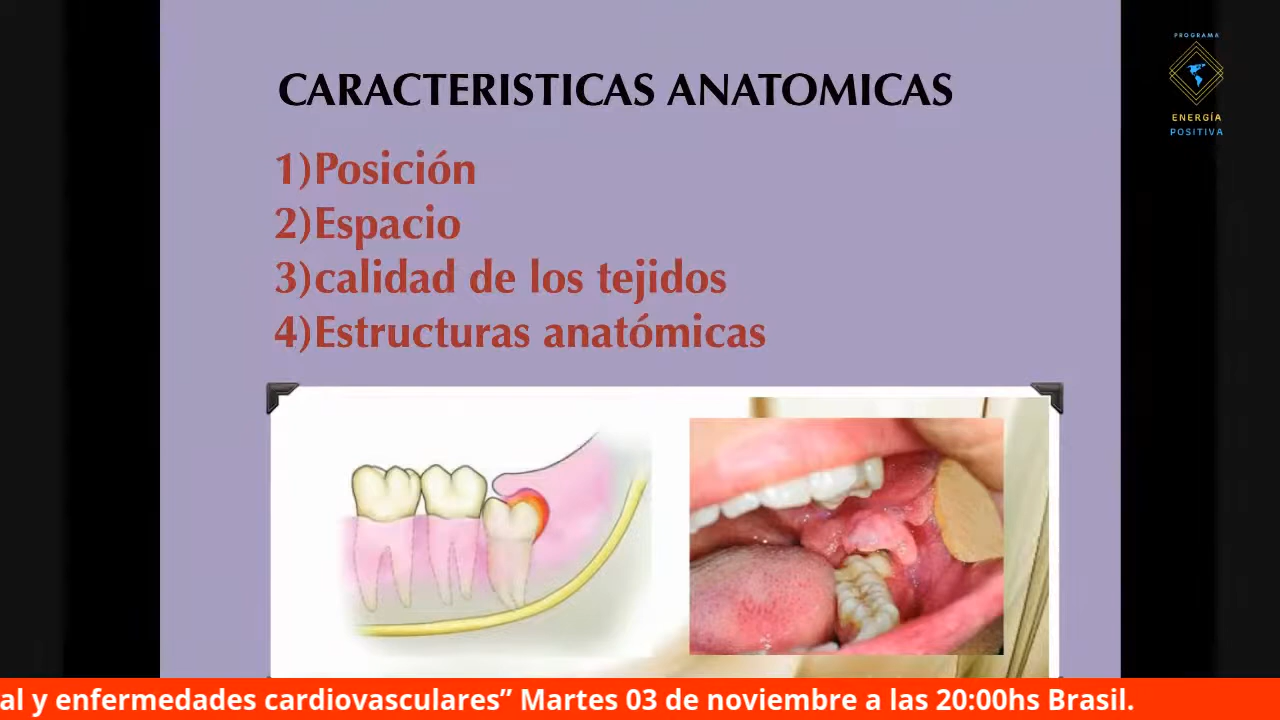 PROGRAMA
ENERGÍA
POSITIVA
CARACTERISTICAS ANATOMICAS
1)Posición
2)Espacio
3)calidad de los tejidos
4)Estructuras anatómicas
al y enfermedades cardiovasculares” Martes 03 de noviembre a las 20:00hs Brasil.